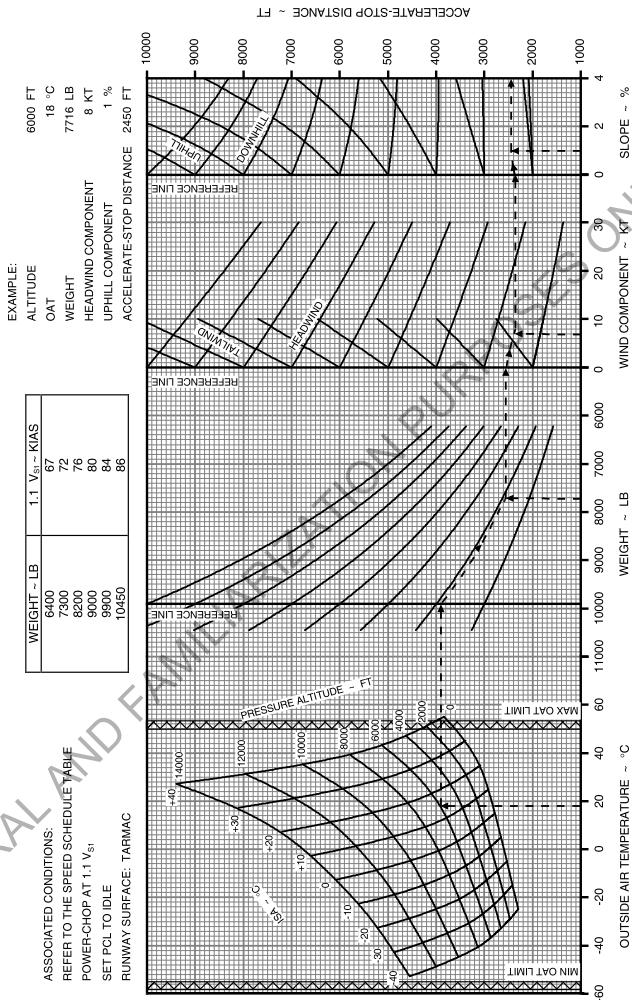 ASSOCIATED CONDITIONS:
REFER TO THE SPEED SCHEDULE TABLE
POWER-CHOP AT 1.1 VS1
SET PCL TO IDLE
RUNWAY SURFACE: TARMAC
WEIGHT ~ LB 1.1 VS1 ~ KIAS
6400 67
7300 72
8200 76
9000 80
9900 84
10450 86
EXAMPLE:
ALTITUDE 6000 FT
OAT 18 °C
WEIGHT 7716 LB
HEADWIND COMPONENT 8 KT
UPHILL COMPONENT 1 %
ACCELERATE-STOP DISTANCE 2450 FT
PRESSURE ALTITUDE ~ FT
14000
12000
10000
8000
6000
4000
2000
0
ISA ~ °C
+40
+30
+20
+10
0
-10
-20
-30
-40
MIN OAT LIMIT
MAX OAT LIMIT
REFERENCE LINE
REFERENCE LINE
TAILWIND
HEADWIND
REFERENCE LINE
UPHILL
DOWNHILL
10000
9000
8000
7000
6000
5000
4000
3000
2000
1000
ACCELERATE-STOP DISTANCE ~ FT
-60 -40 -20 0 20 40 60
OUTSIDE AIR TEMPERATURE ~ °C
11000 10000 9000 8000 7000 6000
WEIGHT ~ LB
0 10 20 30
WIND COMPONENT ~ KT
0 2 4
SLOPE ~ %
AND FAMILIARIZATION PURPOSES